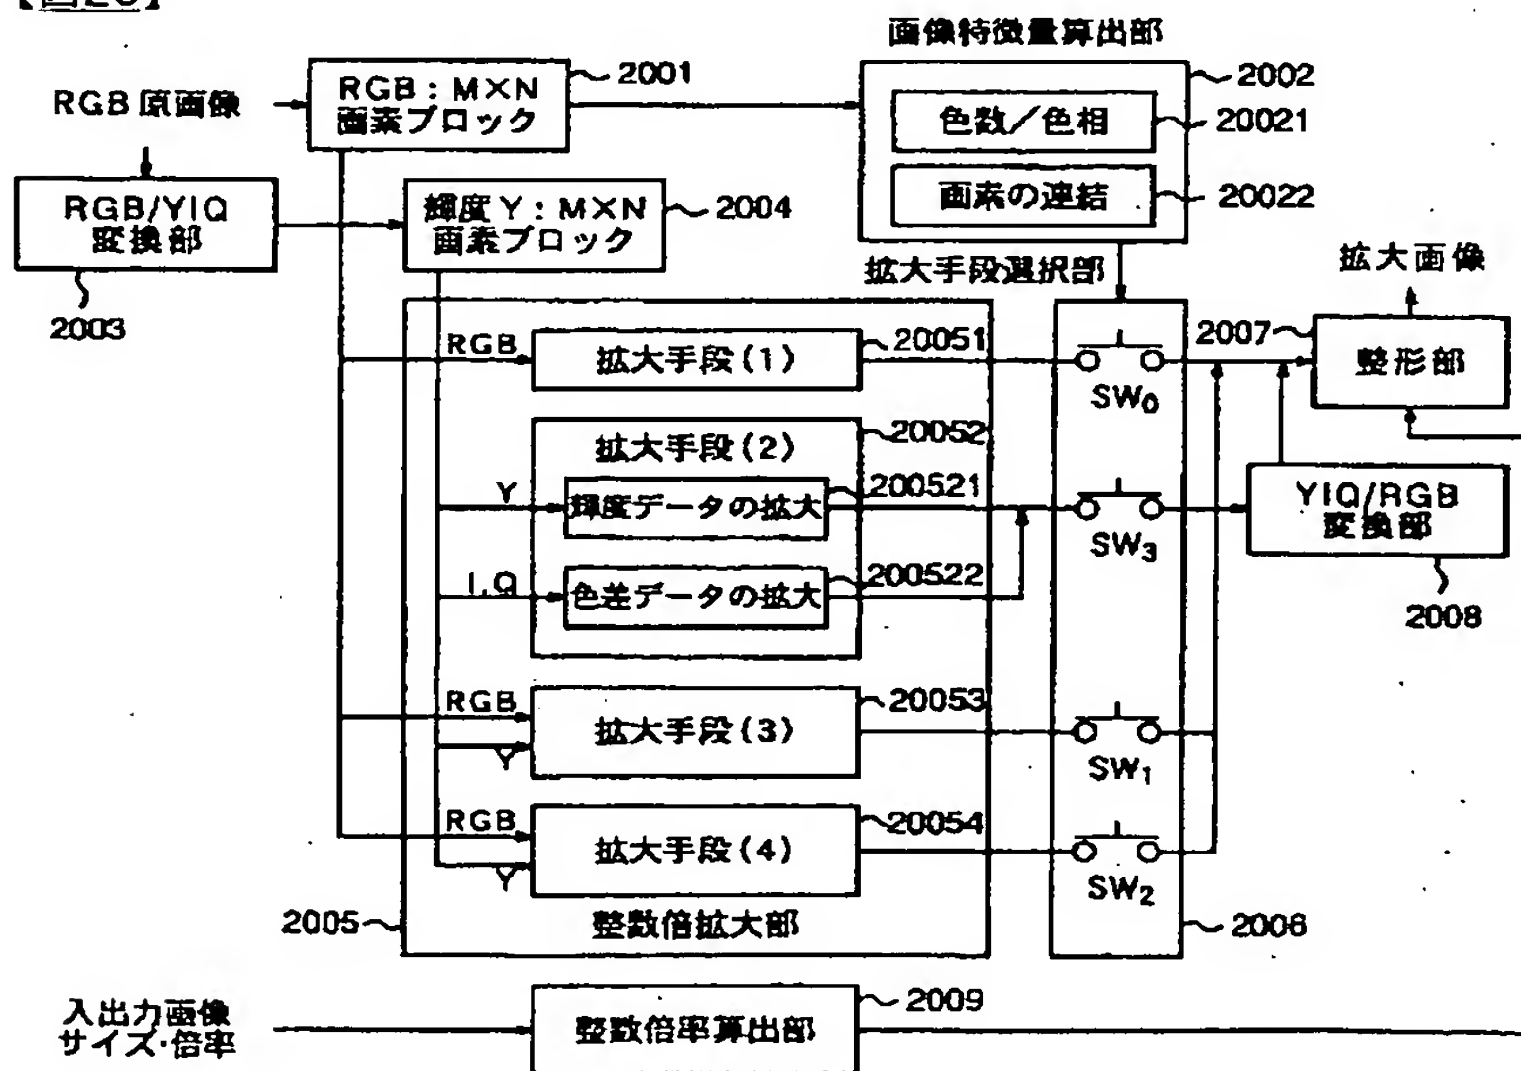 画像特徴量算出部
RGB原画像
RGB:M×N
画素ブロック
2001
2002
色数/色相
20021
画素の連結
20022
RGB/YIQ
変換部
2003
輝度Y:M×N
画素ブロック
2004
拡大手段選択部
拡大画像
RGB
拡大手段(1)
20051
SW0
2007
整形部
拡大手段(2)
20052
Y
輝度データの拡大
200521
SW3
YIQ/RGB
変換部
2008
I,Q
色差データの拡大
200522
RGB
Y
拡大手段(3)
20053
SW1
RGB
Y
拡大手段(4)
20054
SW2
2005
整数倍拡大部
2006
入出力画像
サイズ・倍率
整数倍率算出部
2009